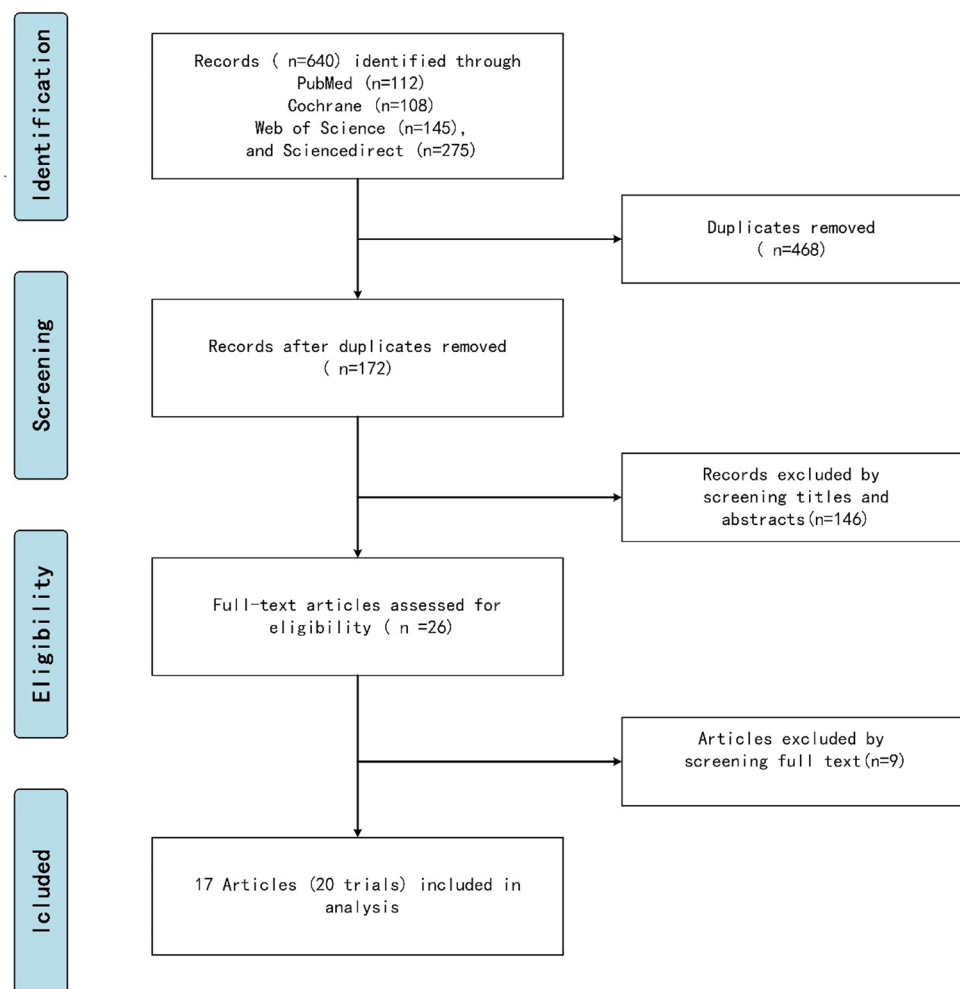 Identification
Records ( n=640) identified through
PubMed (n=112)
Cochrane (n=108)
Web of Science (n=145),
and Sciencedirect (n=275)
Duplicates removed
( n=468)
Screening
Records after duplicates removed
( n=172)
Records excluded by
screening titles and
abstracts(n=146)
Eligibility
Full-text articles assessed for
eligibility ( n =26)
Articles excluded by
screening full text(n=9)
Icluded
17 Articles (20 trials) included in
analysis